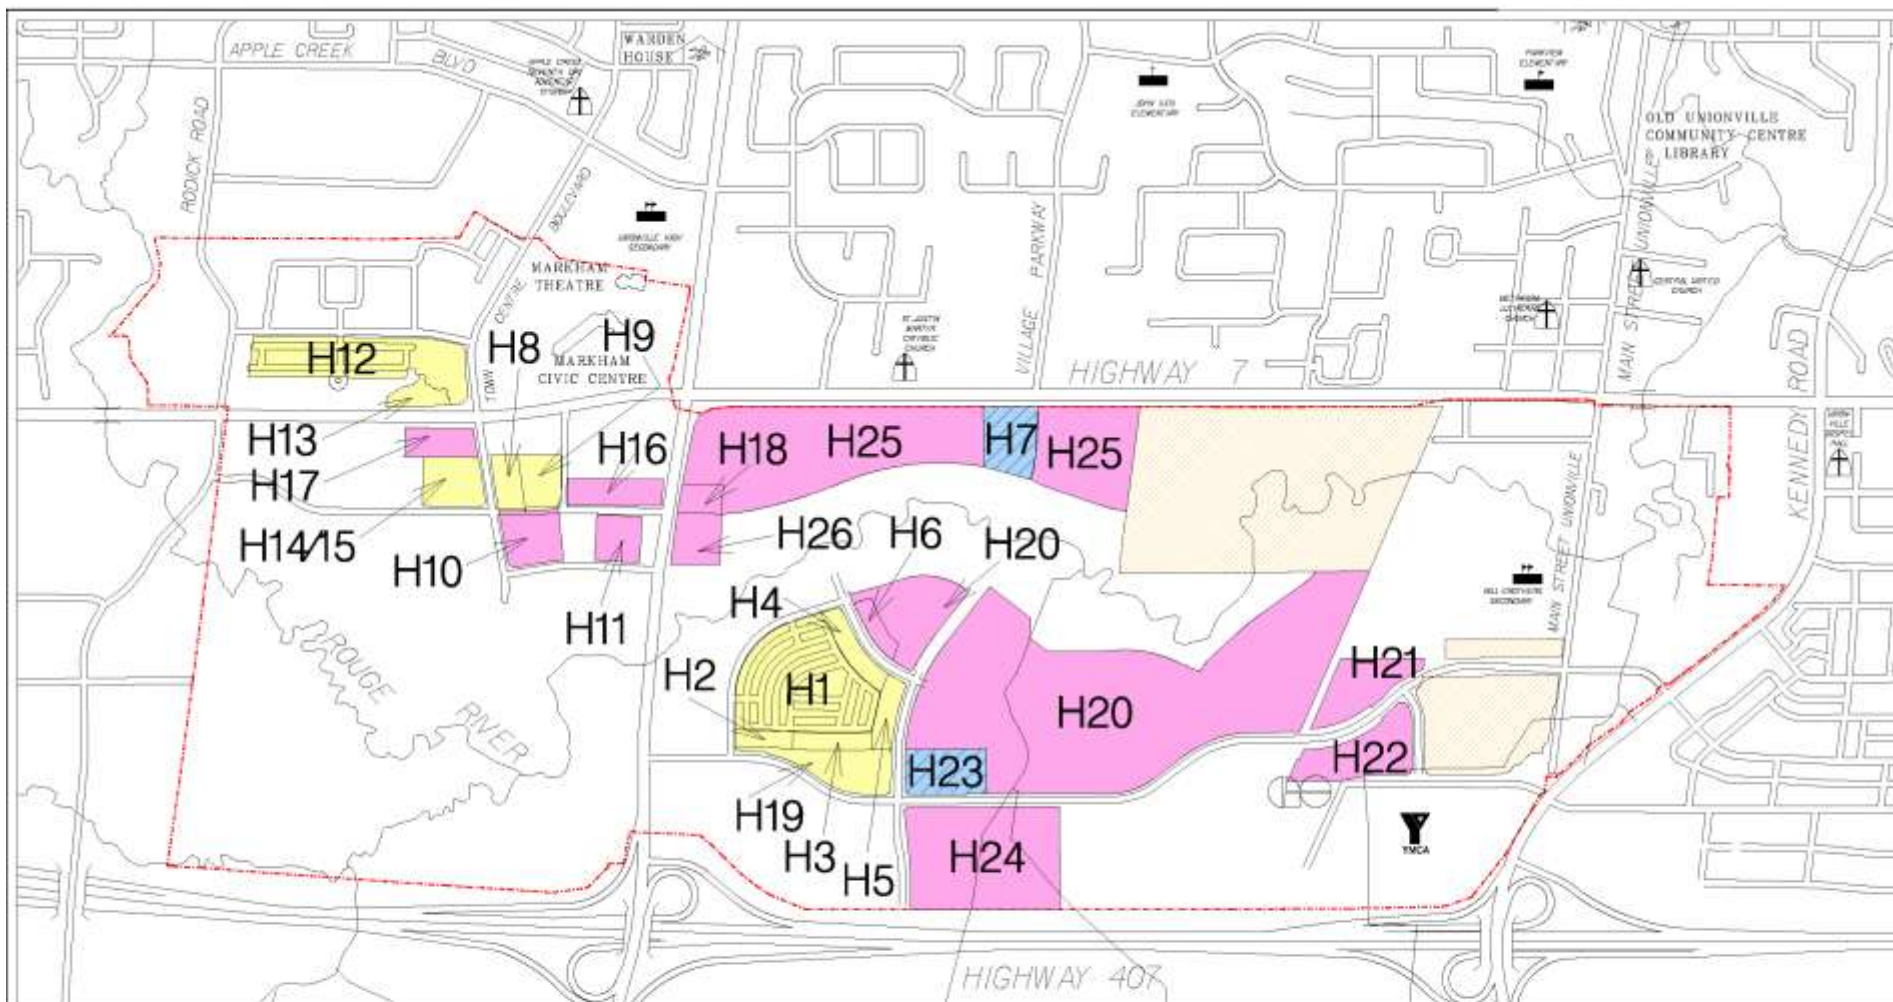 APPLE CREEK
BLVD
WARDEN
HOUSE
RODICK ROAD
OLD UNIONVILLE
COMMUNITY CENTRE
LIBRARY
BOULEVARD
CENTRE
TOWN
MARKHAM
THEATRE
VILLAGE PARKWAY
MAIN STREET UNIONVILLE
KENNEDY ROAD
H12
H8
H9
MARKHAM
CIVIC CENTRE
HIGHWAY 7
H13
H17
H16
H18
H25
H7
H25
H14/15
H10
H11
H26
H6
H20
MAIN STREET UNIONVILLE
H4
H2
H1
H21
H20
H22
H23
ROUGE
RIVER
H19
H3
H5
H24
YMCA
HIGHWAY 407